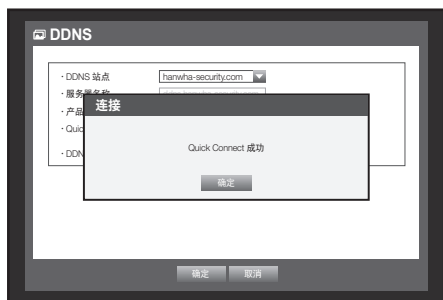 DDNS
· DDNS 站点 hanwha-security.com
· 服务器名称
· 产品
· Quic
· DDN
连接
Quick Connect 成功
确定
确定 取消